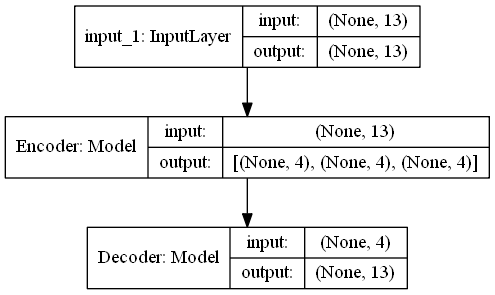 input_1: InputLayer
input: (None, 13)
output: (None, 13)
Encoder: Model
input: (None, 13)
output: [(None, 4), (None, 4), (None, 4)]
Decoder: Model
input: (None, 4)
output: (None, 13)